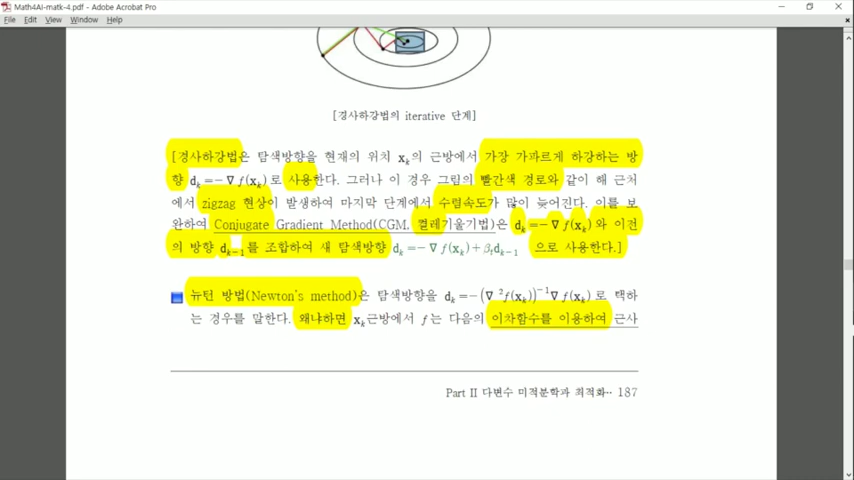 Math4AI-matk-4.pdf - Adobe Acrobat Pro
File Edit View Window Help
[경사하강법의 iterative 단계]
[경사하강법은 탐색방향을 현재의 위치 xₖ의 근방에서 가장 가파르게 하강하는 방
향 dₖ=−∇f(xₖ)로 사용한다. 그러나 이 경우 그림의 빨간색 경로와 같이 해 근처
에서 zigzag 현상이 발생하여 마지막 단계에서 수렴속도가 많이 늦어진다. 이를 보
완하여 Conjugate Gradient Method(CGM, 켤레기울기법)은 dₖ=−∇f(xₖ)와 이전
의 방향 dₖ₋₁를 조합하여 새 탐색방향 dₖ=−∇f(xₖ)+βₜdₖ₋₁ 으로 사용한다.]
뉴턴 방법(Newton's method)은 탐색방향을 dₖ=−(∇²f(xₖ))⁻¹∇f(xₖ)로 택하
는 경우를 말한다. 왜냐하면 xₖ근방에서 f는 다음의 이차함수를 이용하여 근사
Part II 다변수 미적분학과 최적화·· 187